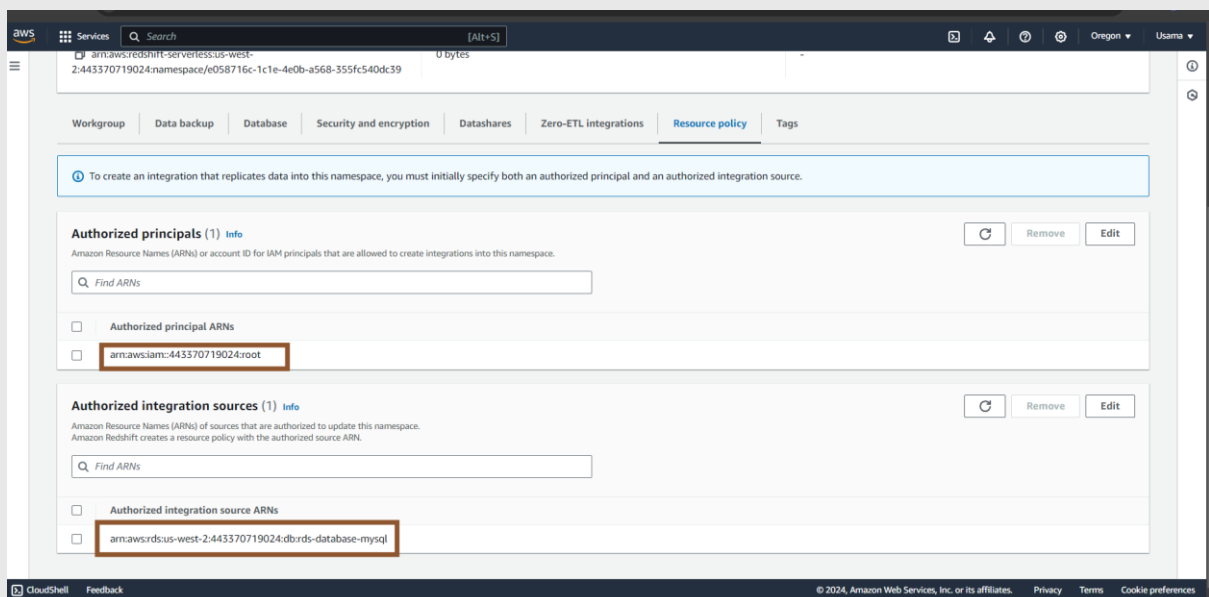 aws Services Search [Alt+S] Oregon Usama
arn:aws:redshift-serverless:us-west- 0 bytes -
2:443370719024:namespace/e058716c-1c1e-4e0b-a568-355fc540dc39
Workgroup Data backup Database Security and encryption Datashares Zero-ETL integrations Resource policy Tags
To create an integration that replicates data into this namespace, you must initially specify both an authorized principal and an authorized integration source.
Authorized principals (1) Info Remove Edit
Amazon Resource Names (ARNs) or account ID for IAM principals that are allowed to create integrations into this namespace.
Find ARNs
Authorized principal ARNs
arn:aws:iam::443370719024:root
Authorized integration sources (1) Info Remove Edit
Amazon Resource Names (ARNs) of sources that are authorized to update this namespace.
Amazon Redshift creates a resource policy with the authorized source ARN.
Find ARNs
Authorized integration source ARNs
arn:aws:rds:us-west-2:443370719024:db:rds-database-mysql
CloudShell Feedback © 2024, Amazon Web Services, Inc. or its affiliates. Privacy Terms Cookie preferences